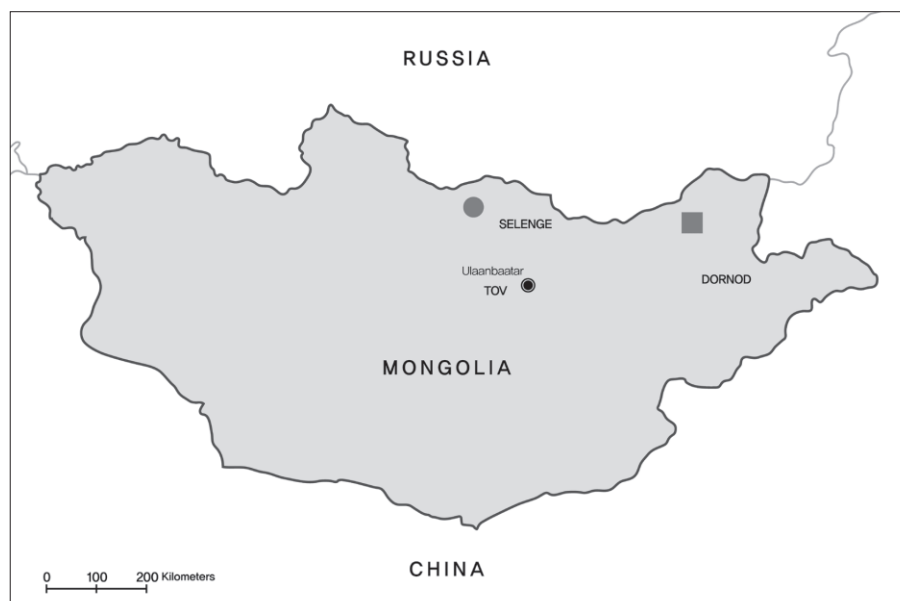 RUSSIA
SELENGE
Ulaanbaatar
TOV
DORNOD
MONGOLIA
CHINA
0 100 200 Kilometers